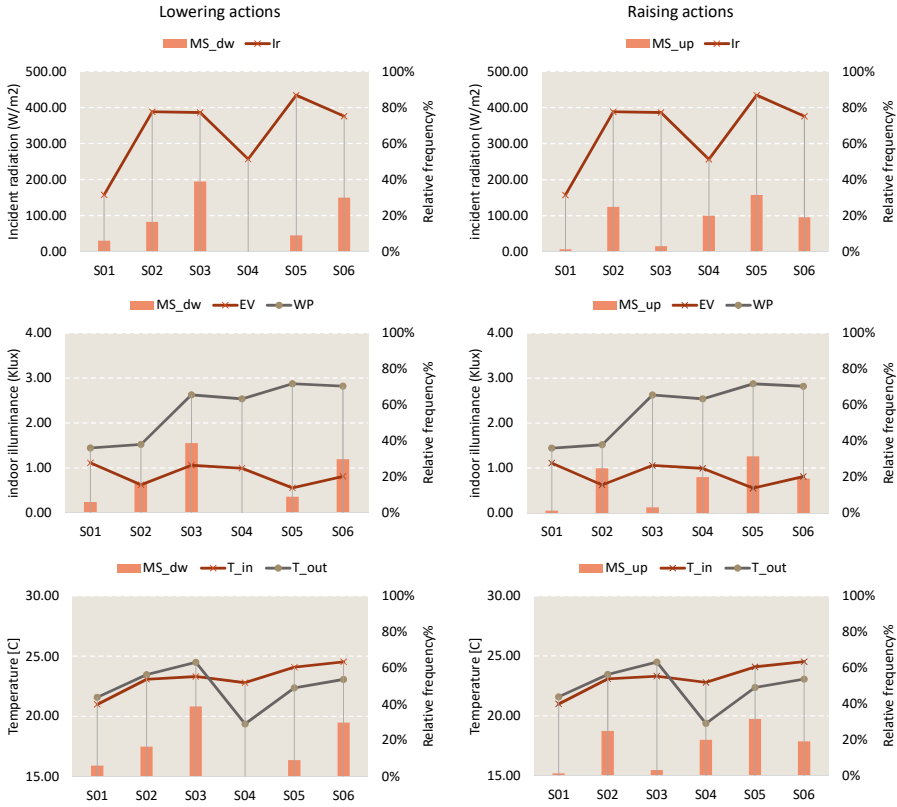 Lowering actions
Raising actions
MS_dw Ir
MS_up Ir
500.00
400.00
300.00
200.00
100.00
0.00
Incident radiation (W/m2)
100%
80%
60%
40%
20%
0%
Relative frequency%
S01 S02 S03 S04 S05 S06
500.00
400.00
300.00
200.00
100.00
0.00
incident radiation (W/m2)
100%
80%
60%
40%
20%
0%
Relative frequency%
S01 S02 S03 S04 S05 S06
MS_dw EV WP
MS_up EV WP
4.00
3.00
2.00
1.00
0.00
indoor illuminance (Klux)
100%
80%
60%
40%
20%
0%
Relative frequency%
S01 S02 S03 S04 S05 S06
4.00
3.00
2.00
1.00
0.00
indoor illuminance (Klux)
100%
80%
60%
40%
20%
0%
Relative frequency%
S01 S02 S03 S04 S05 S06
MS_dw T_in T_out
MS_up T_in T_out
30.00
25.00
20.00
15.00
Temperature [C]
100%
80%
60%
40%
20%
0%
Relative frequency%
S01 S02 S03 S04 S05 S06
30.00
25.00
20.00
15.00
Temperature [C]
100%
80%
60%
40%
20%
0%
Relative frequency%
S01 S02 S03 S04 S05 S06